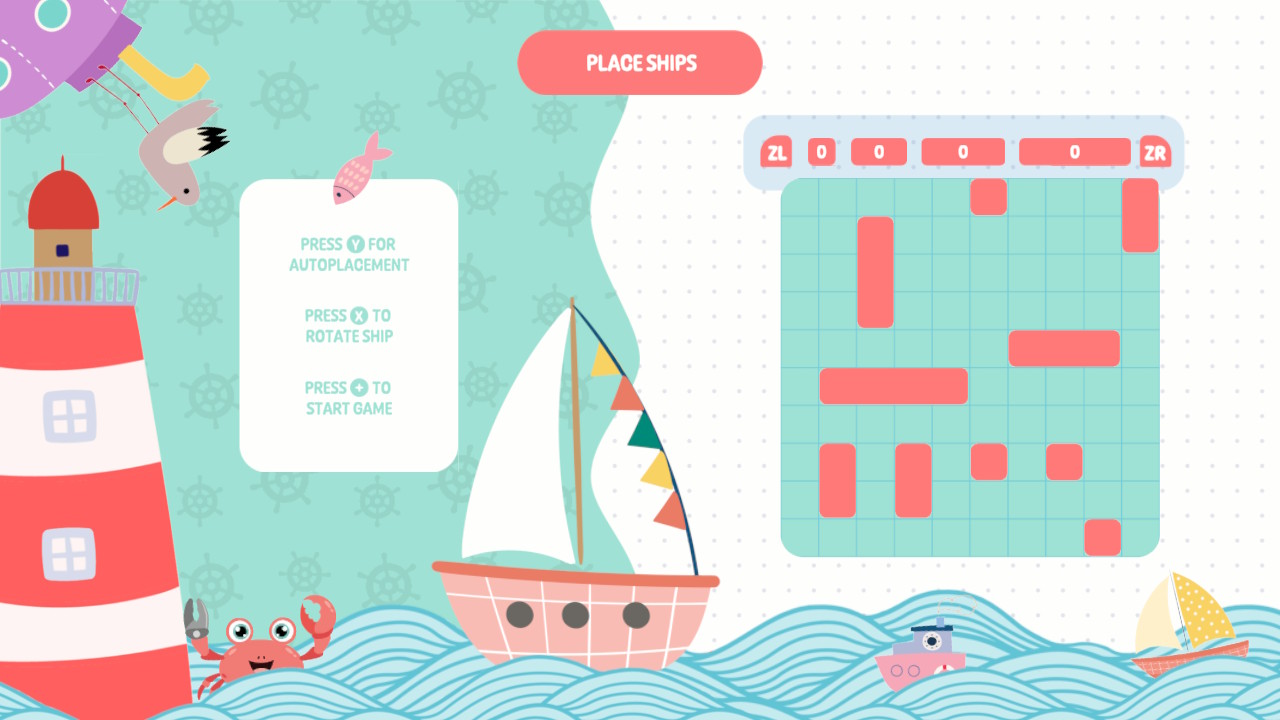 PLACE SHIPS
ZL 0 0 0 0 ZR
PRESS Y FOR
AUTOPLACEMENT
PRESS X TO
ROTATE SHIP
PRESS + TO
START GAME